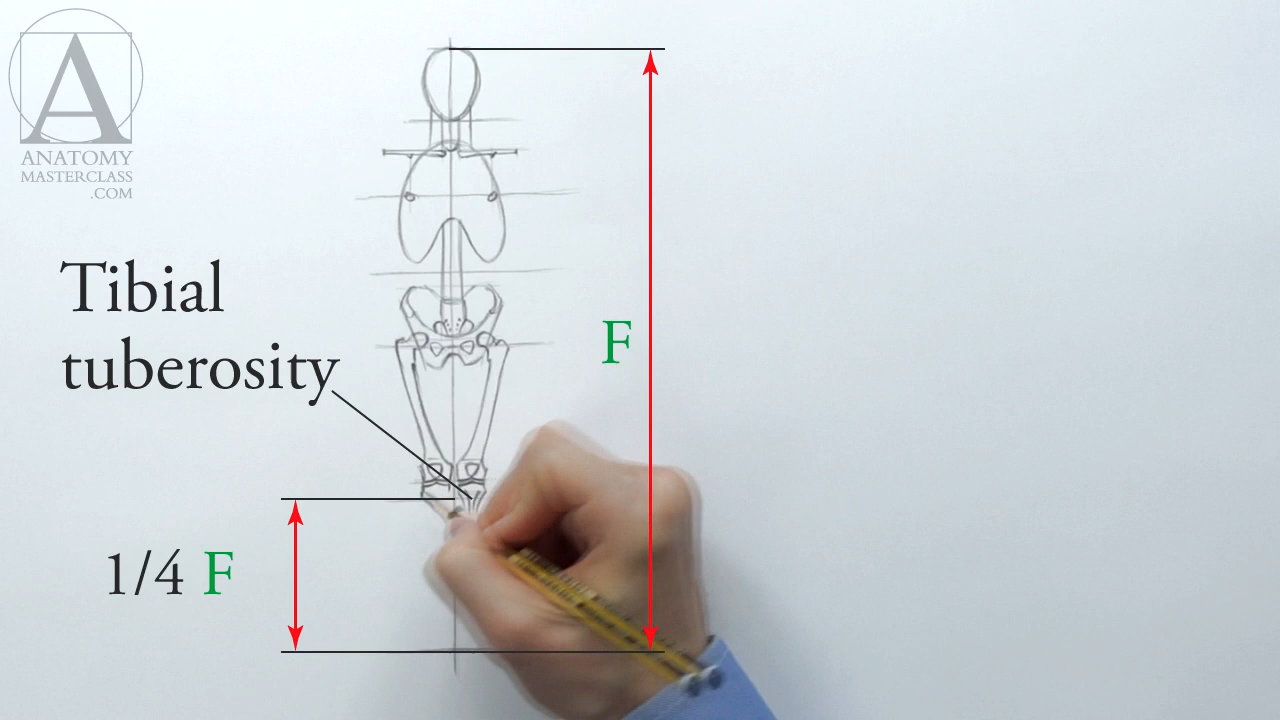 A
ANATOMY
MASTERCLASS
.COM
Tibial
tuberosity
F
1/4 F